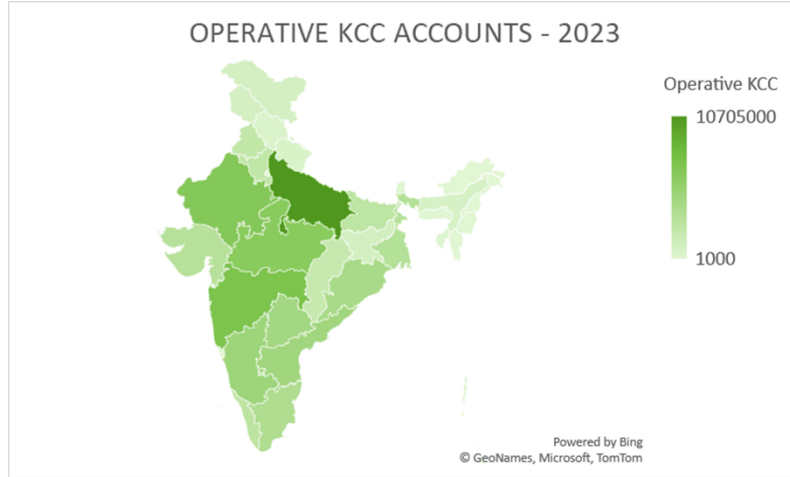 OPERATIVE KCC ACCOUNTS - 2023
Operative KCC
10705000
1000
Powered by Bing
© GeoNames, Microsoft, TomTom